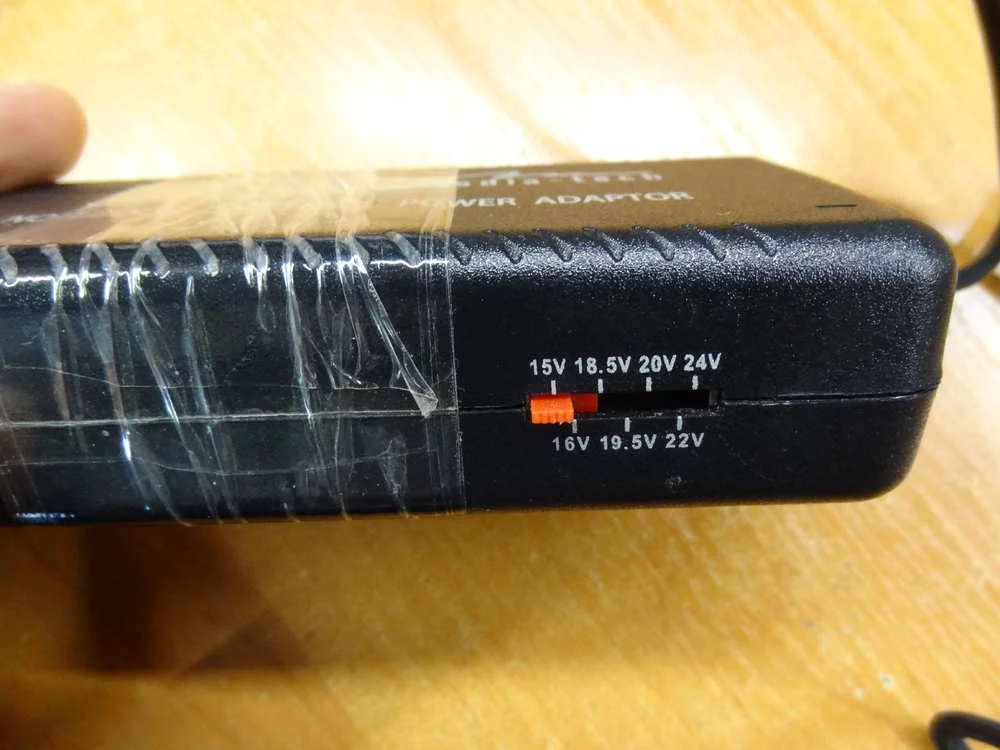 POWER ADAPTOR
15V 18.5V 20V 24V
16V 19.5V 22V